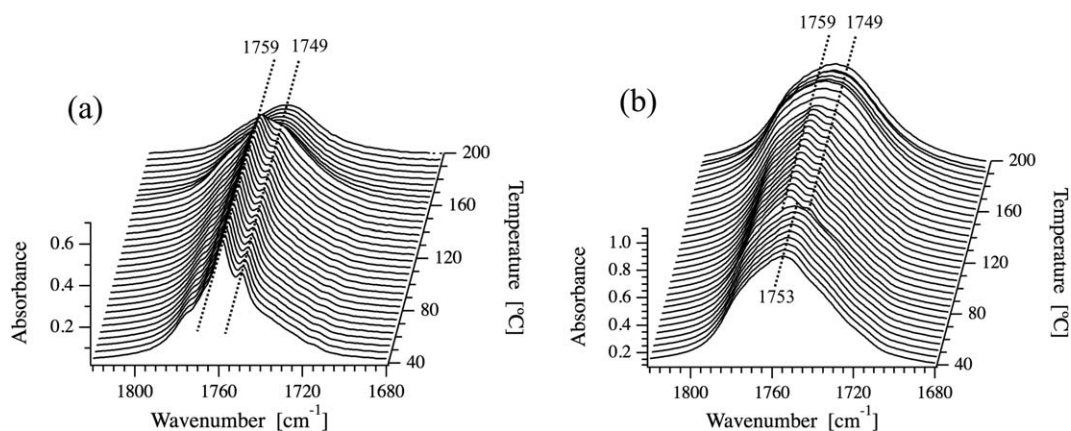 1759 1749
(a)
0.6
0.4
0.2
Absorbance
1800 1760 1720 1680
Wavenumber [cm-1]
200
160
120
80
40
Temperature [°C]
1759 1749
(b)
1753
1.0
0.8
0.6
0.4
0.2
Absorbance
1800 1760 1720 1680
Wavenumber [cm-1]
200
160
120
80
40
Temperature [°C]